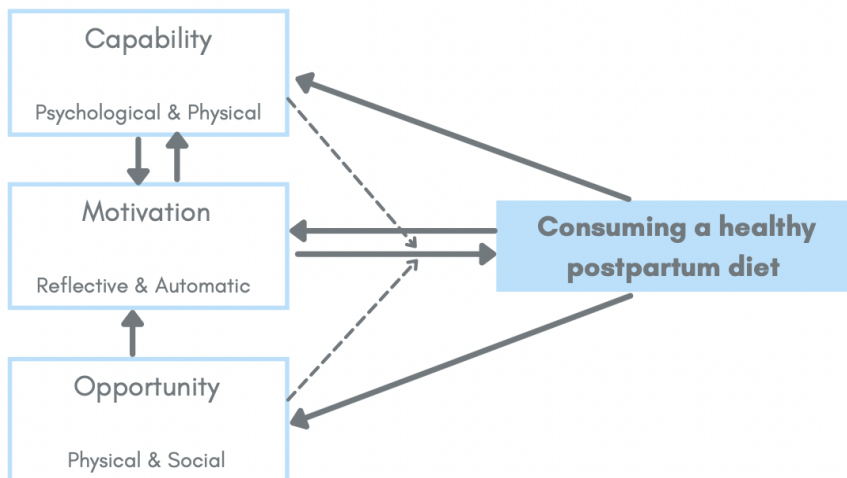 Capability
Psychological & Physical
Motivation
Reflective & Automatic
Opportunity
Physical & Social
Consuming a healthy
postpartum diet